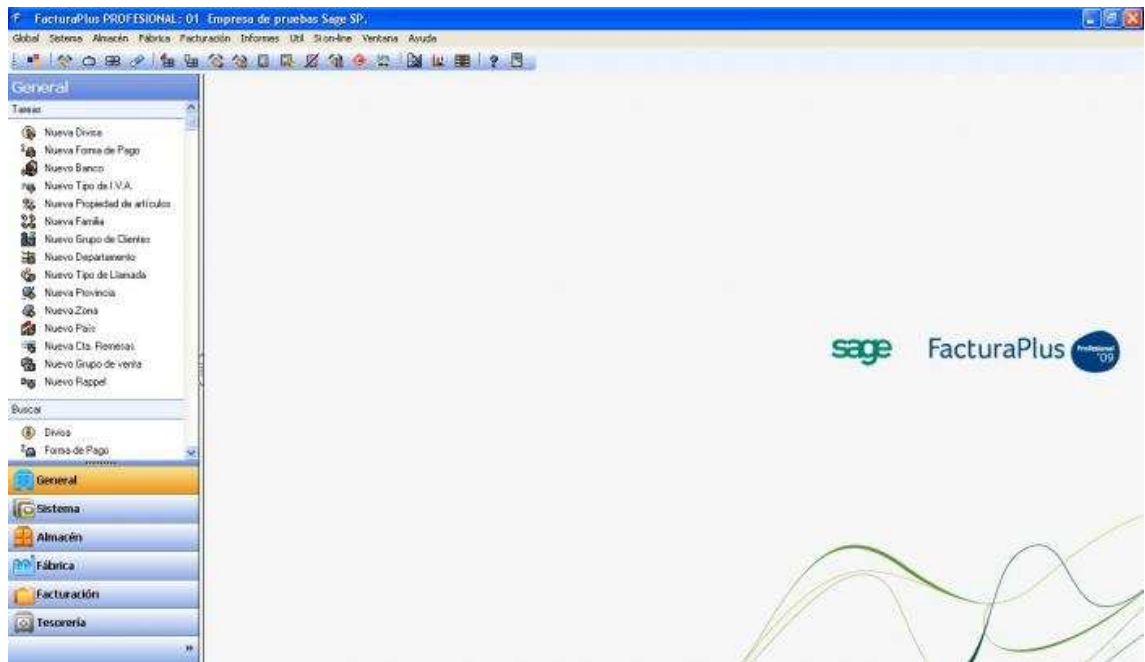 FacturaPlus PROFESIONAL: 01 Empresa de pruebas Sage SP.
Global Sistema Almacén Fábrica Facturación Informes Util Si on-line Ventana Ayuda
General
Tareas
Nueva Divisa
Nueva Forma de Pago
Nuevo Banco
Nuevo Tipo de I.V.A.
Nueva Propiedad de artículos
Nueva Familia
Nuevo Grupo de Clientes
Nuevo Departamento
Nuevo Tipo de Llamada
Nueva Provincia
Nueva Zona
Nuevo País
Nueva Cta. Remesas
Nuevo Grupo de venta
Nuevo Rappel
Buscar
Divisa
Forma de Pago
General
Sistema
Almacén
Fábrica
Facturación
Tesorería
sage FacturaPlus Profesional '09